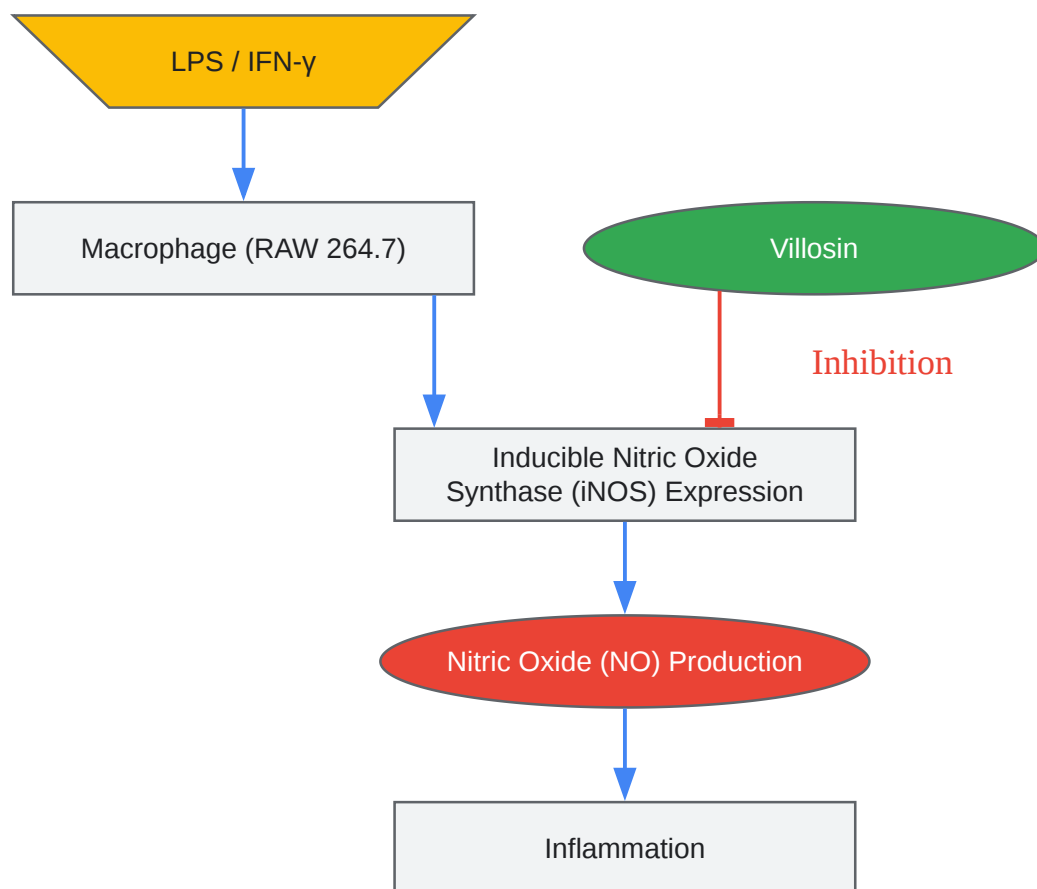 LPS / IFN-γ
Macrophage (RAW 264.7)
Villosin
Inhibition
Inducible Nitric Oxide
Synthase (iNOS) Expression
Nitric Oxide (NO) Production
Inflammation